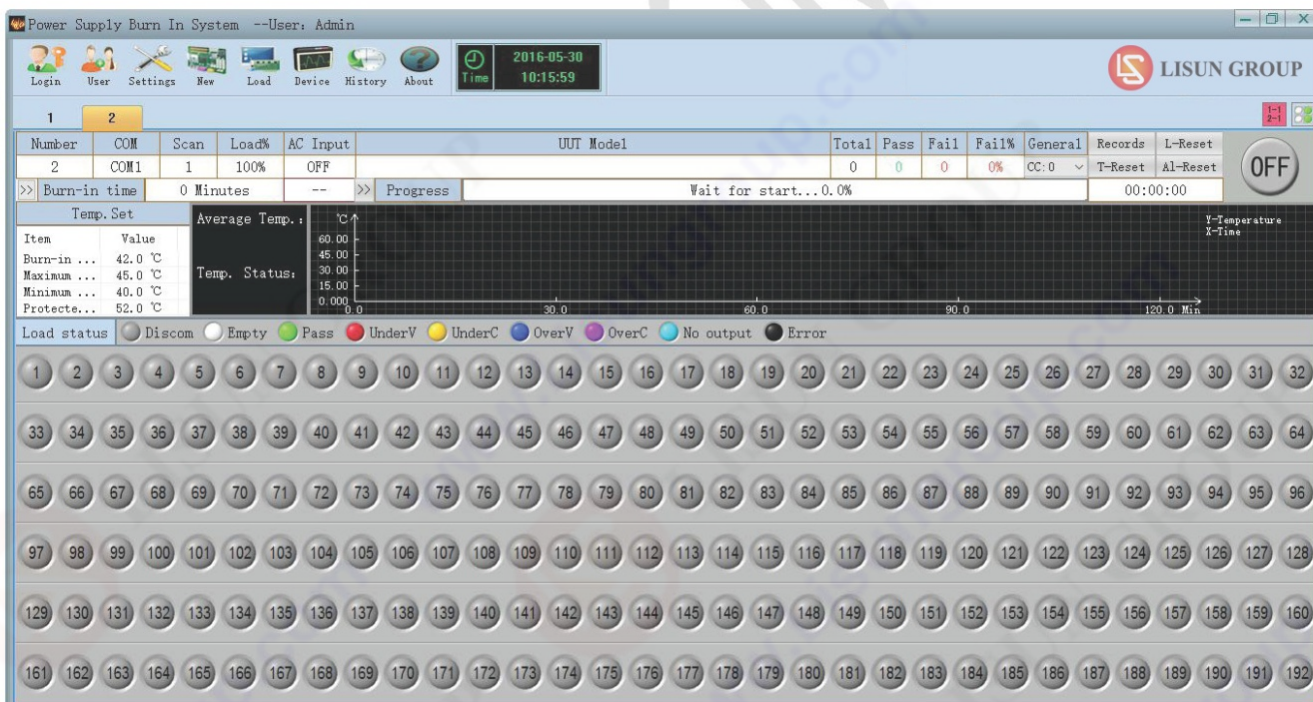 Power Supply Burn In System --User: Admin
Login User Settings New Load Device History About Time 2016-05-30
10:15:59
LS LISUN GROUP
1 2 1-1
2-1
Number COM Scan Load% AC Input UUT Model Total Pass Fail Fail% General Records L-Reset
2 COM1 1 100% OFF 0 0 0 0% CC:0 T-Reset Al-Reset OFF
>> Burn-in time 0 Minutes -- >> Progress Wait for start...0.0% 00:00:00
Temp. Set Average Temp.: ℃ Y-Temperature
X-Time
Item Value 60.00
Burn-in ... 42.0 ℃ 45.00
Maximum ... 45.0 ℃ Temp. Status: 30.00
Minimum ... 40.0 ℃ 15.00
Protecte... 52.0 ℃ 0.000
0.0 30.0 60.0 90.0 120.0 Min
Load status Discom Empty Pass UnderV UnderC OverV OverC No output Error
1 2 3 4 5 6 7 8 9 10 11 12 13 14 15 16 17 18 19 20 21 22 23 24 25 26 27 28 29 30 31 32
33 34 35 36 37 38 39 40 41 42 43 44 45 46 47 48 49 50 51 52 53 54 55 56 57 58 59 60 61 62 63 64
65 66 67 68 69 70 71 72 73 74 75 76 77 78 79 80 81 82 83 84 85 86 87 88 89 90 91 92 93 94 95 96
97 98 99 100 101 102 103 104 105 106 107 108 109 110 111 112 113 114 115 116 117 118 119 120 121 122 123 124 125 126 127 128
129 130 131 132 133 134 135 136 137 138 139 140 141 142 143 144 145 146 147 148 149 150 151 152 153 154 155 156 157 158 159 160
161 162 163 164 165 166 167 168 169 170 171 172 173 174 175 176 177 178 179 180 181 182 183 184 185 186 187 188 189 190 191 192